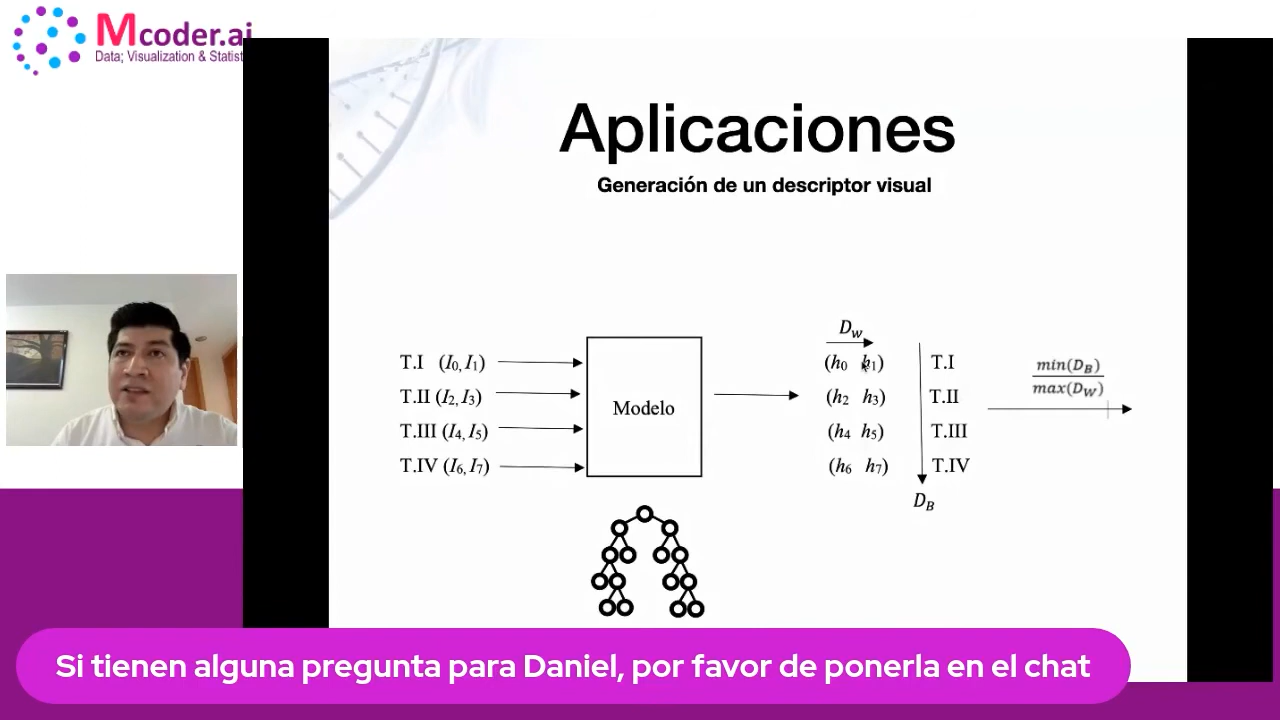 Mcoder.ai
Data; Visualization & Statist
Aplicaciones
Generación de un descriptor visual
T.I (I₀, I₁)
T.II (I₂, I₃)
T.III (I₄, I₅)
T.IV (I₆, I₇)
Modelo
D_W
(h₀ h₁)
(h₂ h₃)
(h₄ h₅)
(h₆ h₇)
T.I
T.II
T.III
T.IV
D_B
min(D_B)
max(D_W)
Si tienen alguna pregunta para Daniel, por favor de ponerla en el chat